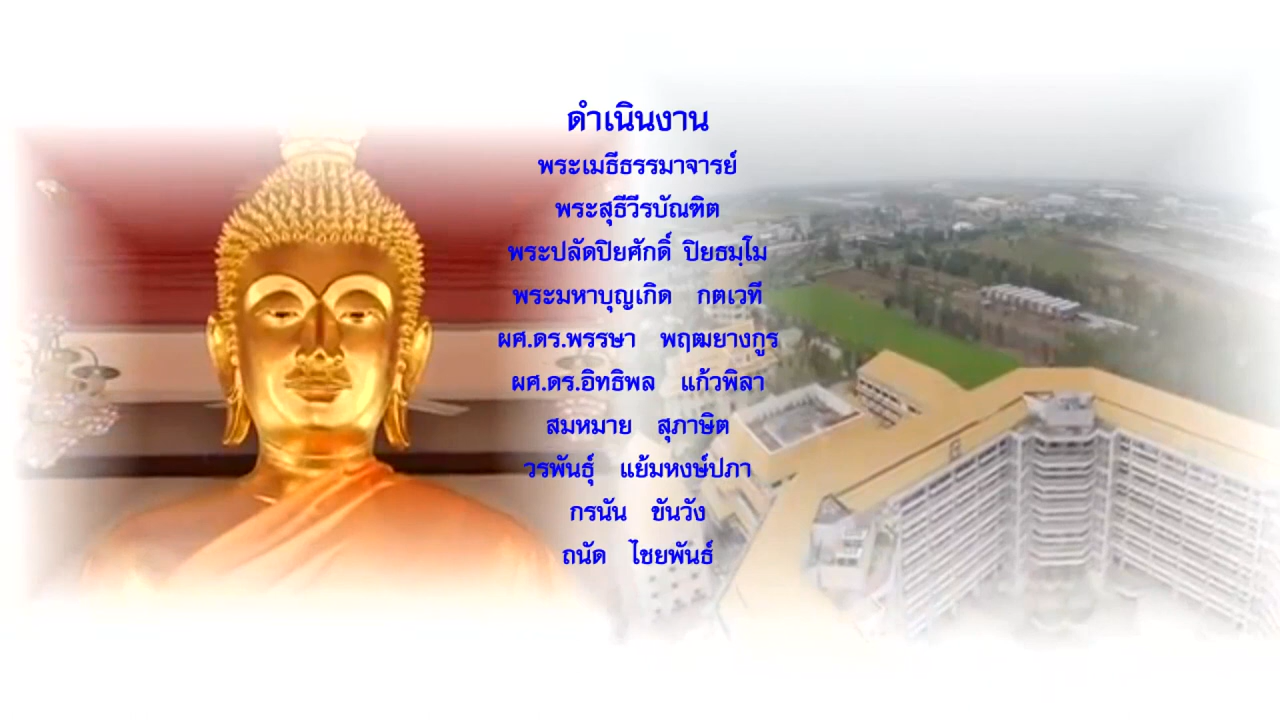 ดำเนินงาน
พระเมธีธรรมาจารย์
พระสุธีวีรบัณฑิต
พระปลัดปิยศักดิ์ ปิยธมฺโม
พระมหาบุญเกิด กตเวที
ผศ.ดร.พรรษา พฤฒยางกูร
ผศ.ดร.อิทธิพล แก้วพิลา
สมหมาย สุภาษิต
วรพันธุ์ แย้มหงษ์ปภา
กรนัน ขันวัง
ถนัด ไชยพันธ์